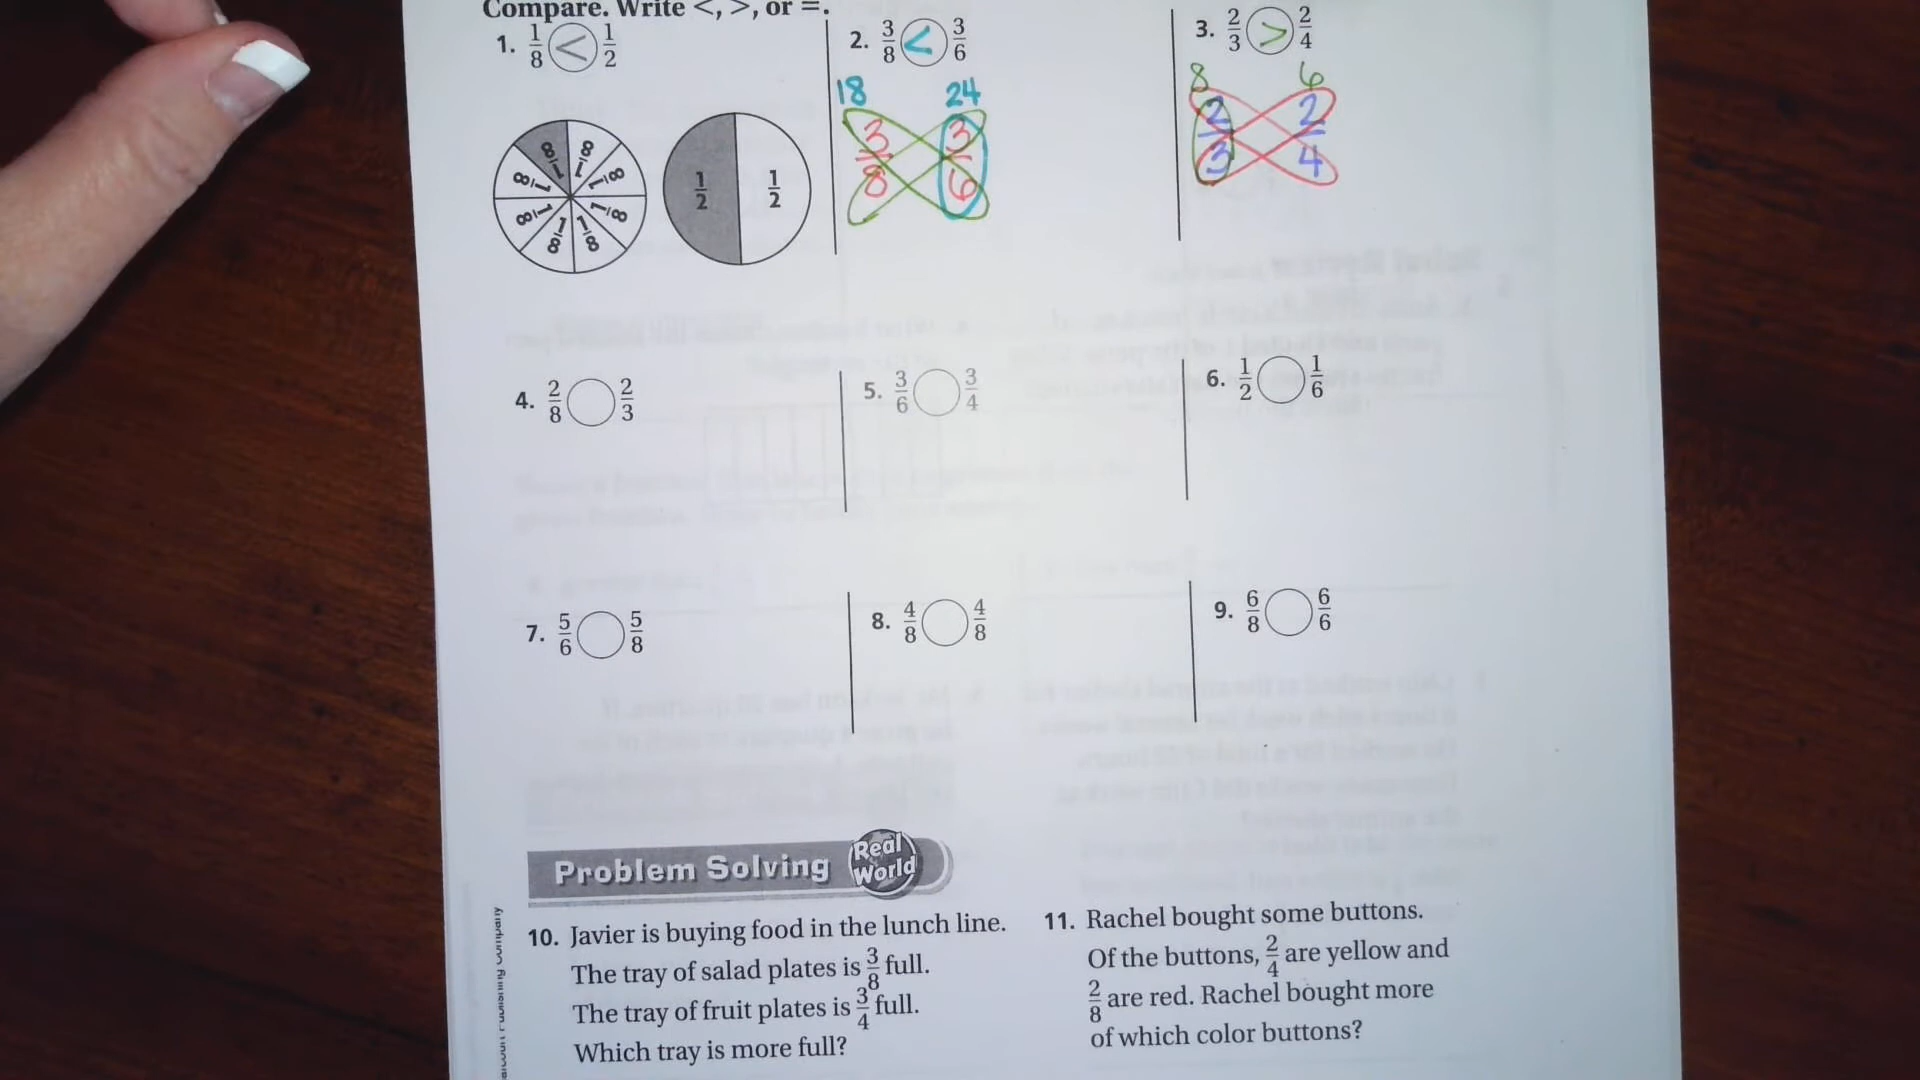 Compare. Write <, >, or =.
1. 1/8 < 1/2
2. 3/8 < 3/6
3. 2/3 > 2/4
18 24
3/8 3/6
8 6
2/3 2/4
1/8 1/8 1/8 1/8 1/8 1/8 1/8 1/8
1/2 1/2
4. 2/8 ○ 2/3
5. 3/6 ○ 3/4
6. 1/2 ○ 1/6
7. 5/6 ○ 5/8
8. 4/8 ○ 4/8
9. 6/8 ○ 6/6
Problem Solving Real World
10. Javier is buying food in the lunch line.
The tray of salad plates is 3/8 full.
The tray of fruit plates is 3/4 full.
Which tray is more full?
11. Rachel bought some buttons.
Of the buttons, 2/4 are yellow and
2/8 are red. Rachel bought more
of which color buttons?